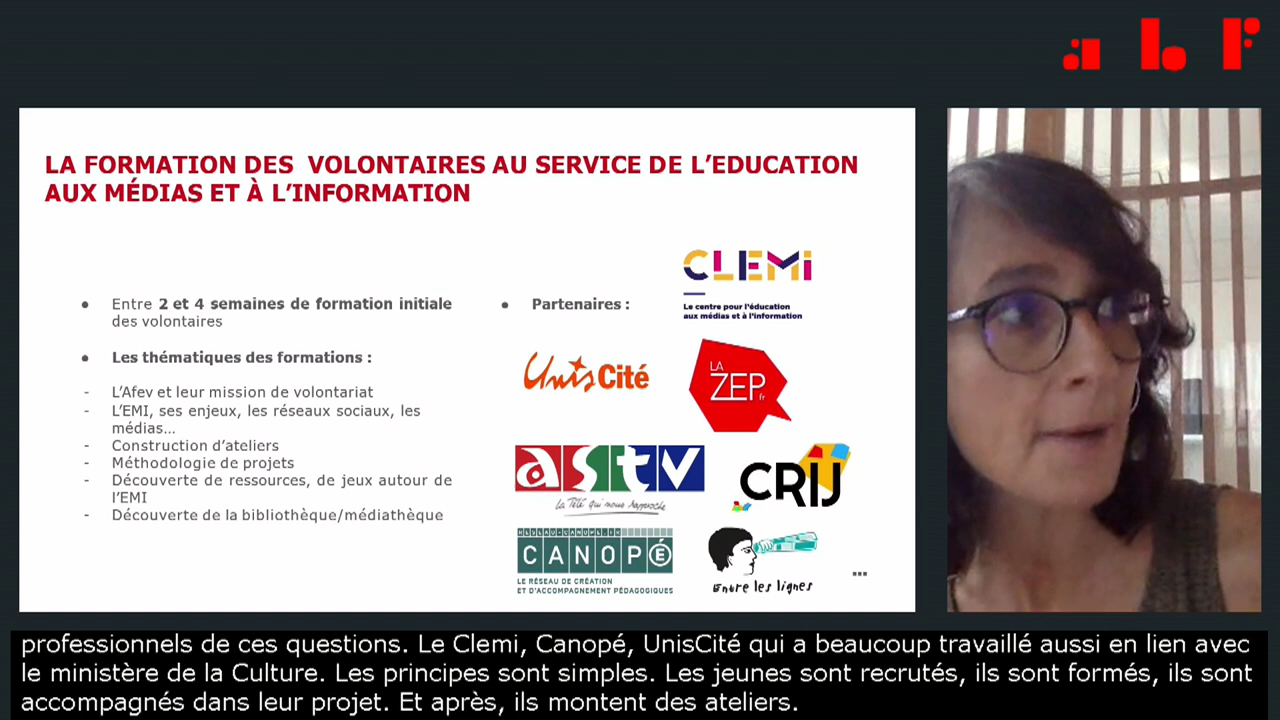 abf
LA FORMATION DES VOLONTAIRES AU SERVICE DE L’EDUCATION
AUX MÉDIAS ET À L’INFORMATION
● Entre 2 et 4 semaines de formation initiale
des volontaires
● Les thématiques des formations :
- L’Afev et leur mission de volontariat
- L’EMI, ses enjeux, les réseaux sociaux, les
médias...
- Construction d’ateliers
- Méthodologie de projets
- Découverte de ressources, de jeux autour de
l’EMI
- Découverte de la bibliothèque/médiathèque
● Partenaires :
CLEMI
Le centre pour l’éducation
aux médias et à l’information
UnisCité
LA
ZEP
fr
astv
la Télé qui nous rapproche
CRIJ
RESEAU-CANOPE.FR
CANOPÉ
LE RÉSEAU DE CRÉATION
ET D’ACCOMPAGNEMENT PÉDAGOGIQUES
Entre les lignes
...
professionnels de ces questions. Le Clemi, Canopé, UnisCité qui a beaucoup travaillé aussi en lien avec
le ministère de la Culture. Les principes sont simples. Les jeunes sont recrutés, ils sont formés, ils sont
accompagnés dans leur projet. Et après, ils montent des ateliers.